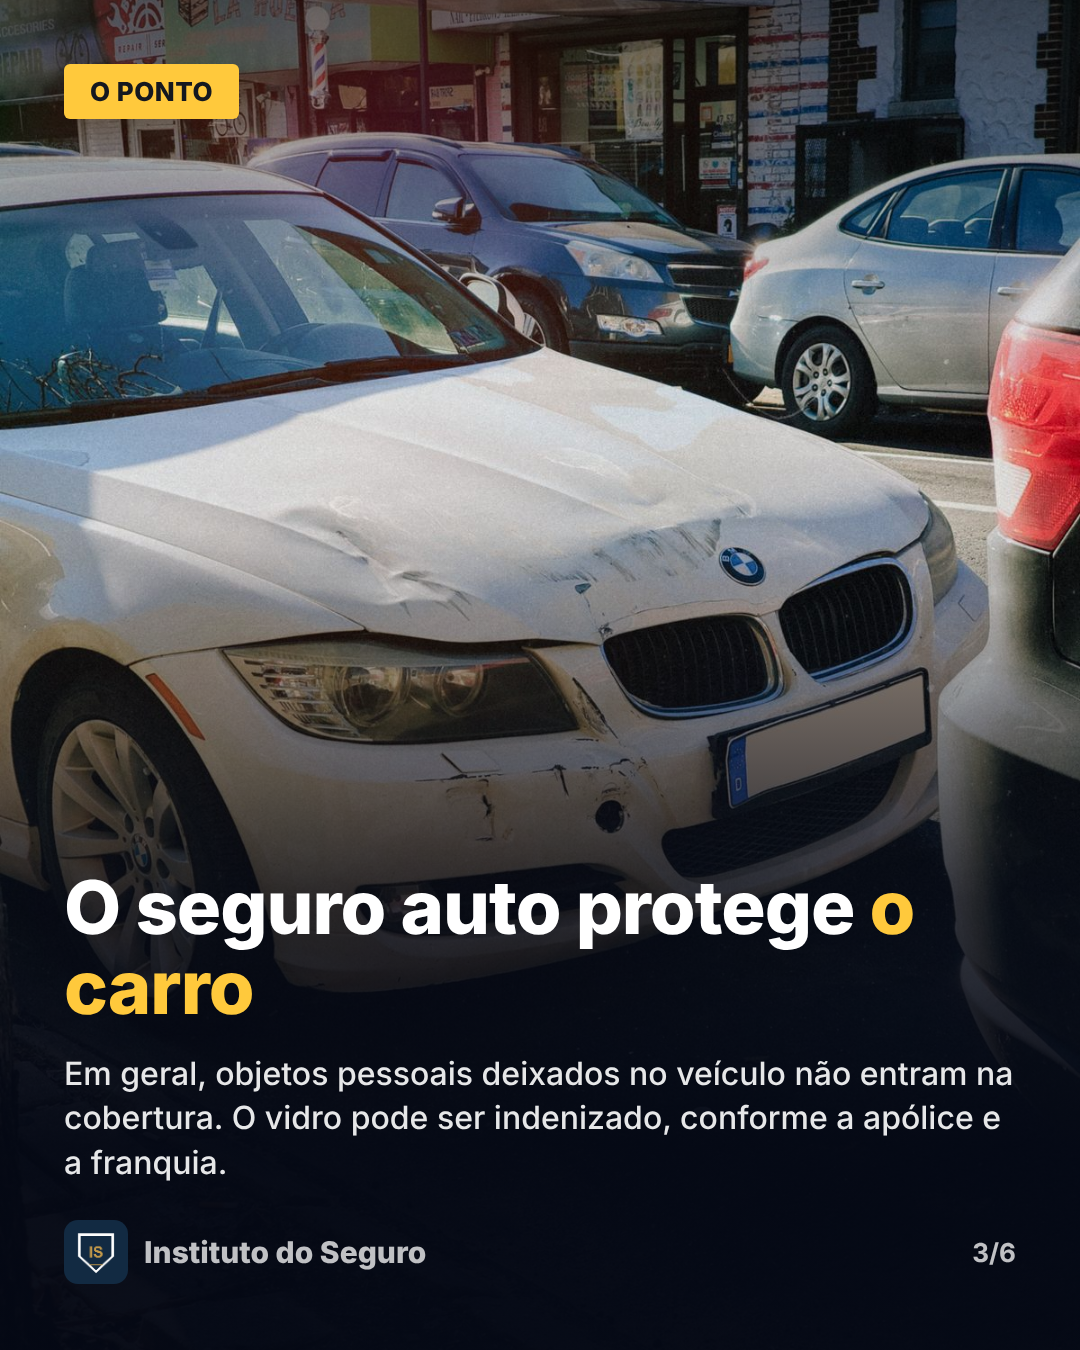 O PONTO
O seguro auto protege o
carro
Em geral, objetos pessoais deixados no veículo não entram na
cobertura. O vidro pode ser indenizado, conforme a apólice e
a franquia.
IS
Instituto do Seguro
3/6